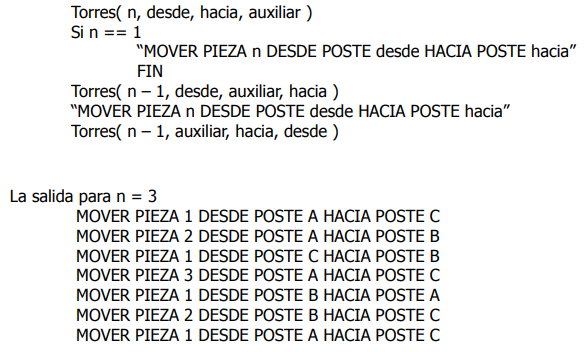 Torres( n, desde, hacia, auxiliar )
Si n == 1
“MOVER PIEZA n DESDE POSTE desde HACIA POSTE hacia”
FIN
Torres( n – 1, desde, auxiliar, hacia )
“MOVER PIEZA n DESDE POSTE desde HACIA POSTE hacia”
Torres( n – 1, auxiliar, hacia, desde )
La salida para n = 3
MOVER PIEZA 1 DESDE POSTE A HACIA POSTE C
MOVER PIEZA 2 DESDE POSTE A HACIA POSTE B
MOVER PIEZA 1 DESDE POSTE C HACIA POSTE B
MOVER PIEZA 3 DESDE POSTE A HACIA POSTE C
MOVER PIEZA 1 DESDE POSTE B HACIA POSTE A
MOVER PIEZA 2 DESDE POSTE B HACIA POSTE C
MOVER PIEZA 1 DESDE POSTE A HACIA POSTE C